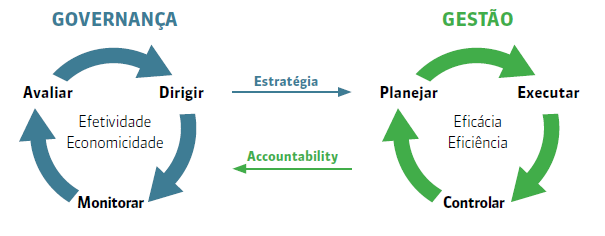 GOVERNANÇA
Avaliar
Dirigir
Efetividade
Economicidade
Monitorar
Estratégia
Accountability
GESTÃO
Planejar
Executar
Eficácia
Eficiência
Controlar